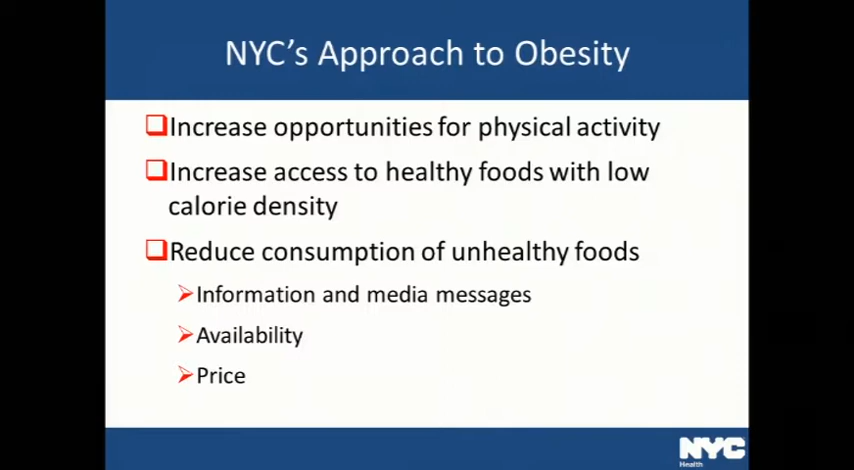 NYC's Approach to Obesity
Increase opportunities for physical activity
Increase access to healthy foods with low
calorie density
Reduce consumption of unhealthy foods
Information and media messages
Availability
Price
NYC
Health